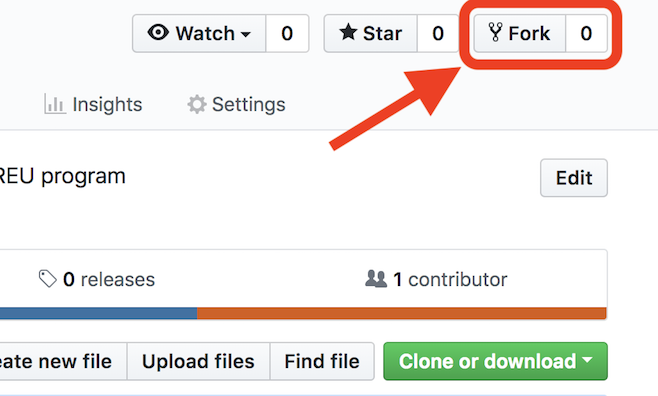 Watch 0 Star 0 Fork 0
Insights Settings
REU program Edit
0 releases 1 contributor
eate new file Upload files Find file Clone or download